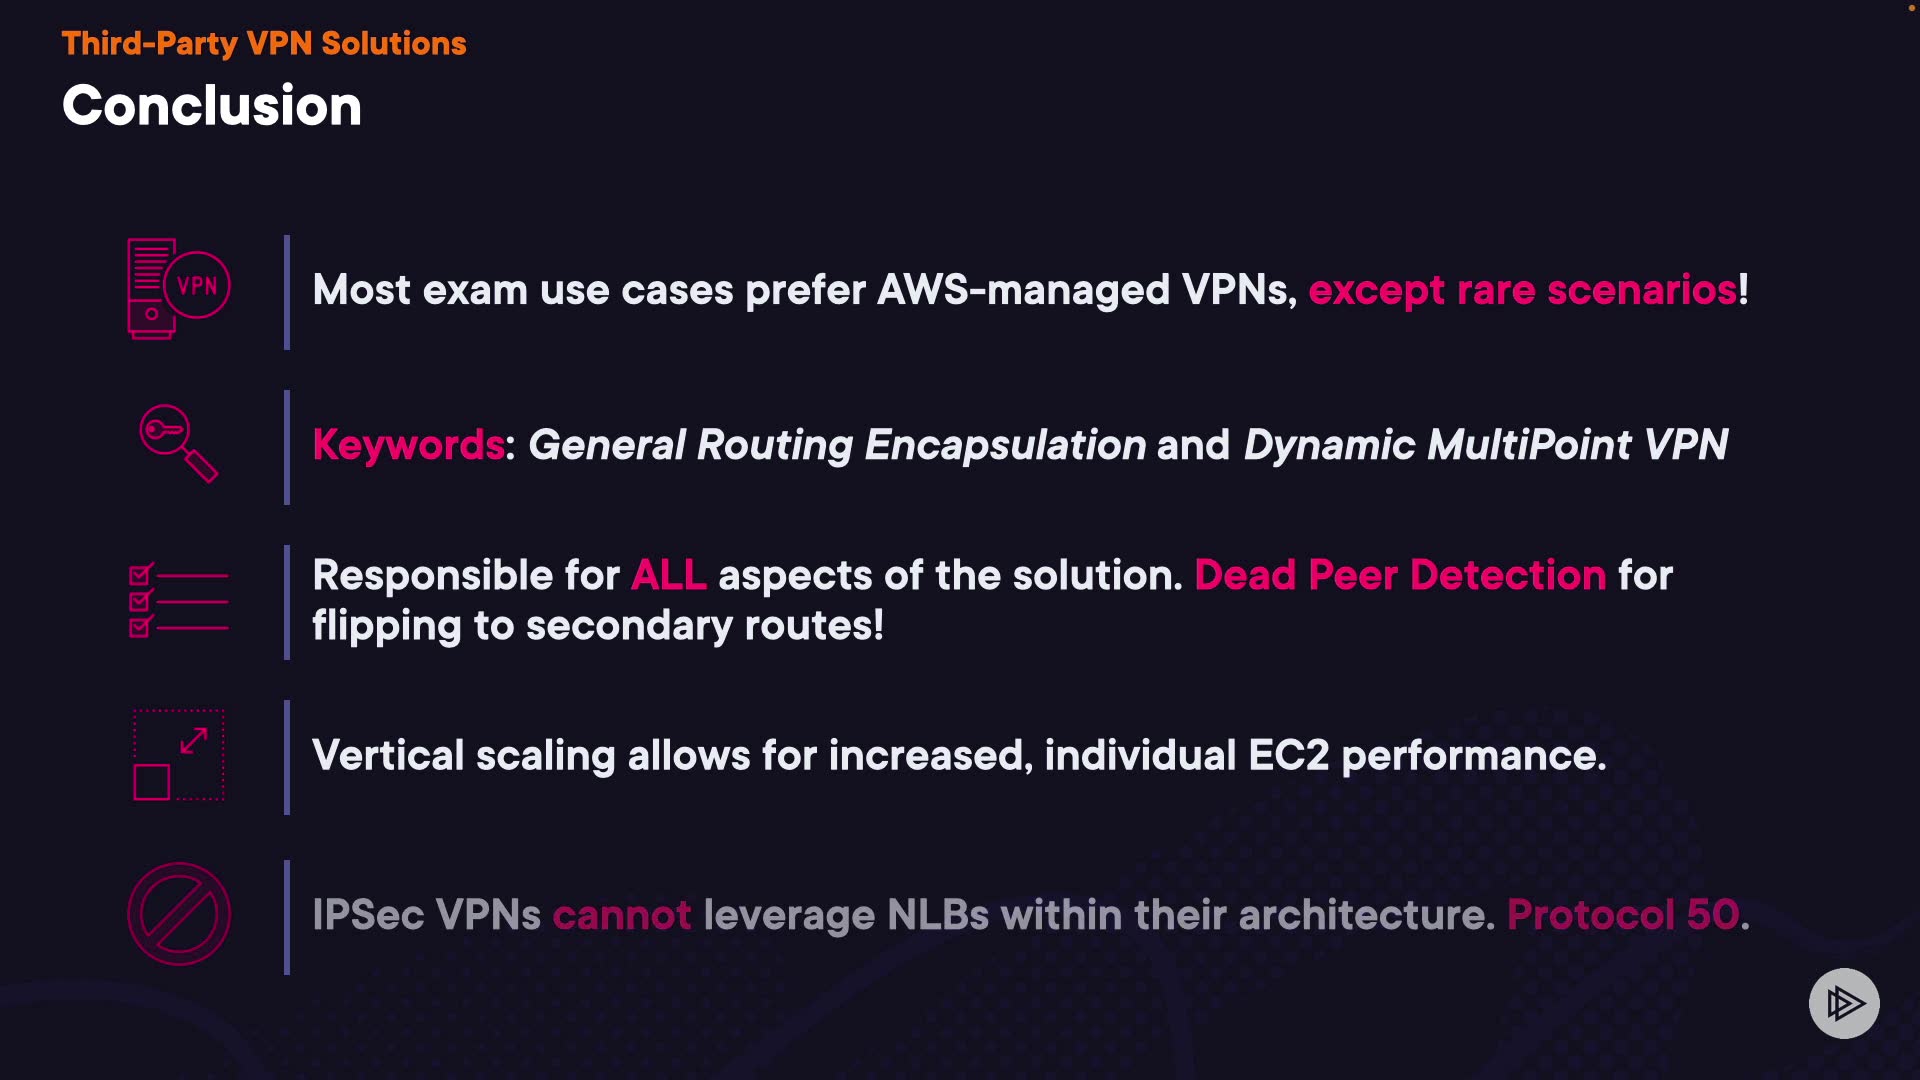 Third-Party VPN Solutions
Conclusion
VPN
Most exam use cases prefer AWS-managed VPNs, except rare scenarios!
Keywords: General Routing Encapsulation and Dynamic MultiPoint VPN
Responsible for ALL aspects of the solution. Dead Peer Detection for
flipping to secondary routes!
Vertical scaling allows for increased, individual EC2 performance.
IPSec VPNs cannot leverage NLBs within their architecture. Protocol 50.